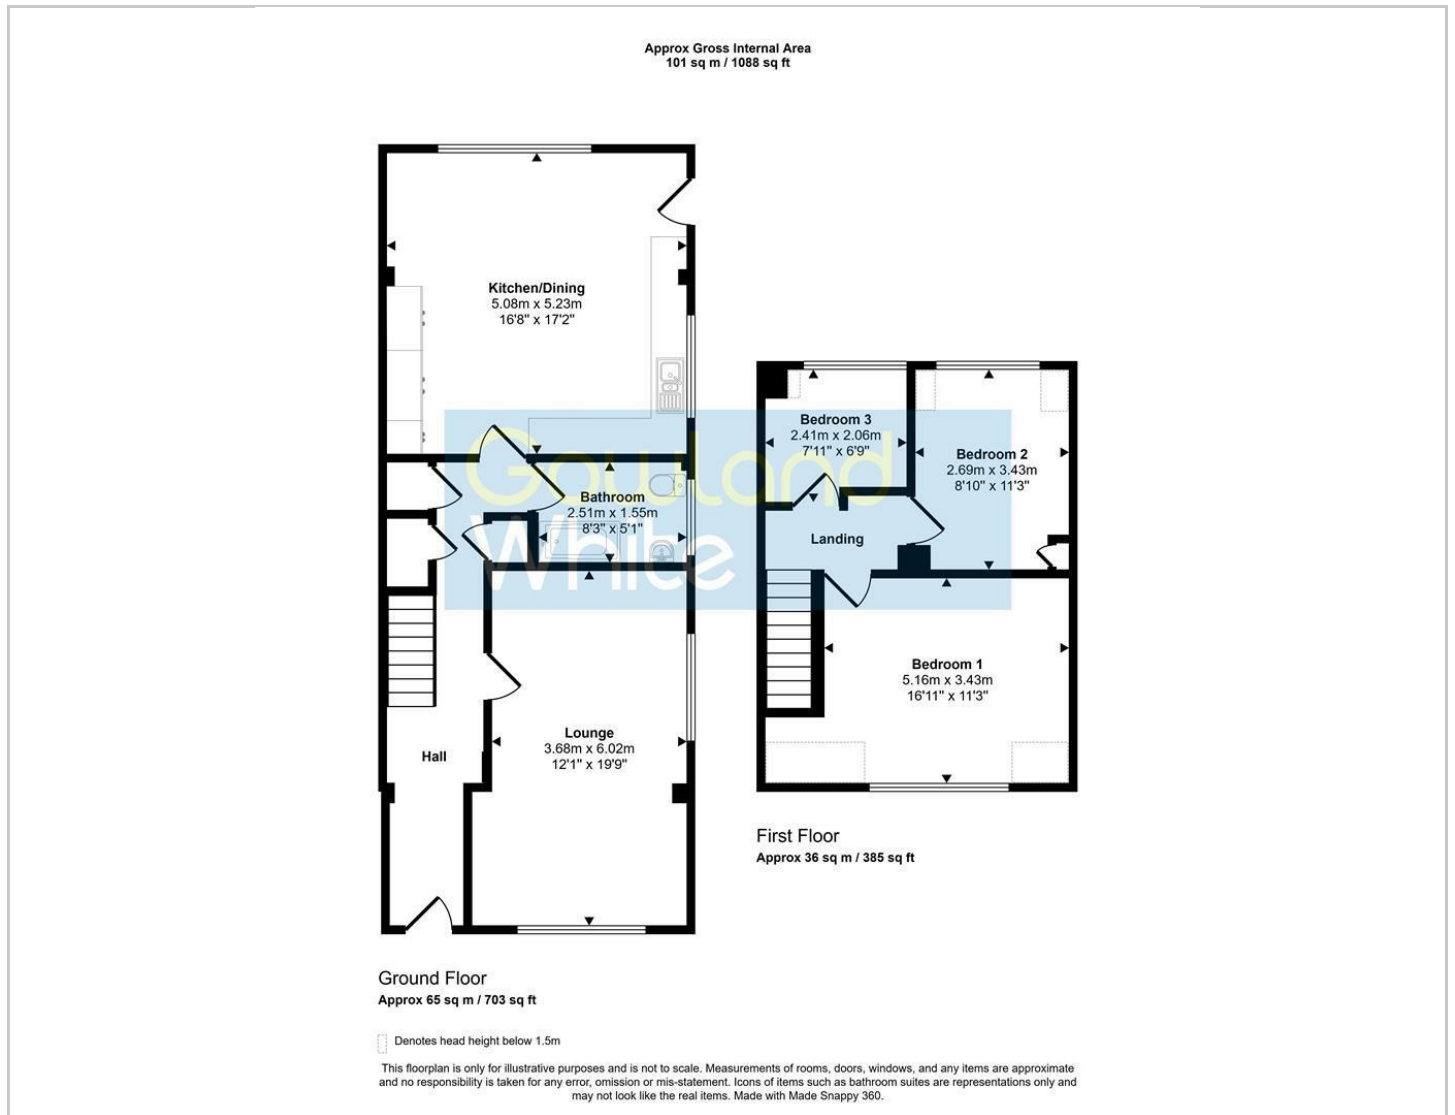 Approx Gross Internal Area
101 sq m / 1088 sq ft
Kitchen/Dining
5.08m x 5.23m
16'8" x 17'2"
Bathroom
2.51m x 1.55m
8'3" x 5'1"
Lounge
3.68m x 6.02m
12'1" x 19'9"
Hall
Ground Floor
Approx 65 sq m / 703 sq ft
Bedroom 3
2.41m x 2.06m
7'11" x 6'9"
Bedroom 2
2.69m x 3.43m
8'10" x 11'3"
Landing
Bedroom 1
5.16m x 3.43m
16'11" x 11'3"
First Floor
Approx 36 sq m / 385 sq ft
Gowland
White
Denotes head height below 1.5m
This floorplan is only for illustrative purposes and is not to scale. Measurements of rooms, doors, windows, and any items are approximate
and no responsibility is taken for any error, omission or mis-statement. Icons of items such as bathroom suites are representations only and
may not look like the real items. Made with Made Snappy 360.